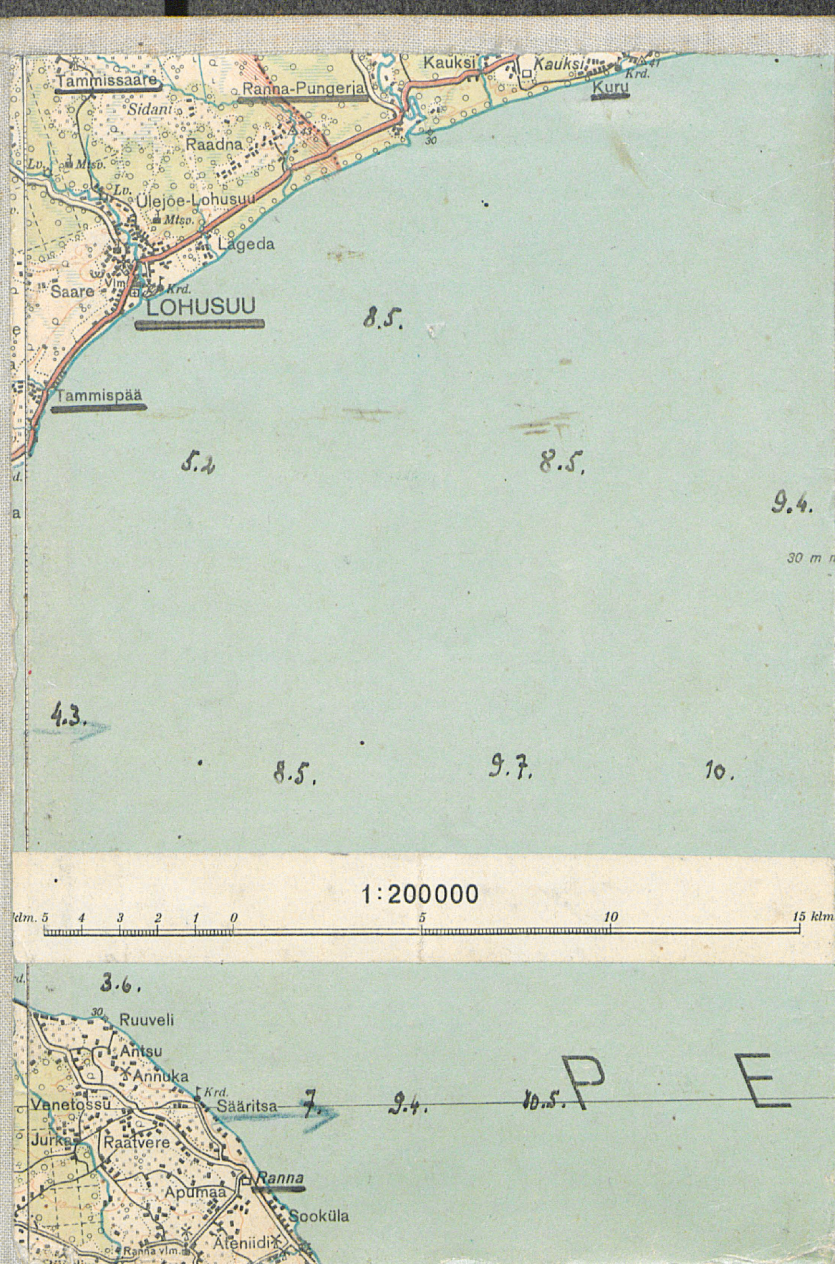 Kauksi
Kauksi
41
Krd.
Tammissaare
Ranna-Pungerja
Kuru
Sidani
30
Raadna
Lv.
Mtsv.
Lv.
Ülejõe-Lohusuu
Mtsv.
Lageda
Saare
Vlm.
Krd.
LOHUSUU
8.5.
Tammispää
5.2
8.5.
9.4.
a
30 m
4.3.
8.5.
9.7.
10.
1:200000
klm. 5 4 3 2 1 0 5 10 15 klm
3.6.
30
Ruuveli
Antsu
Annuka
P E
Krd.
Venetossu
Sääritsa
7.
9.4.
10.5.
Jurka
Raatvere
Ranna
Apumaa
Sooküla
Ateniidi
Ranna vlm.